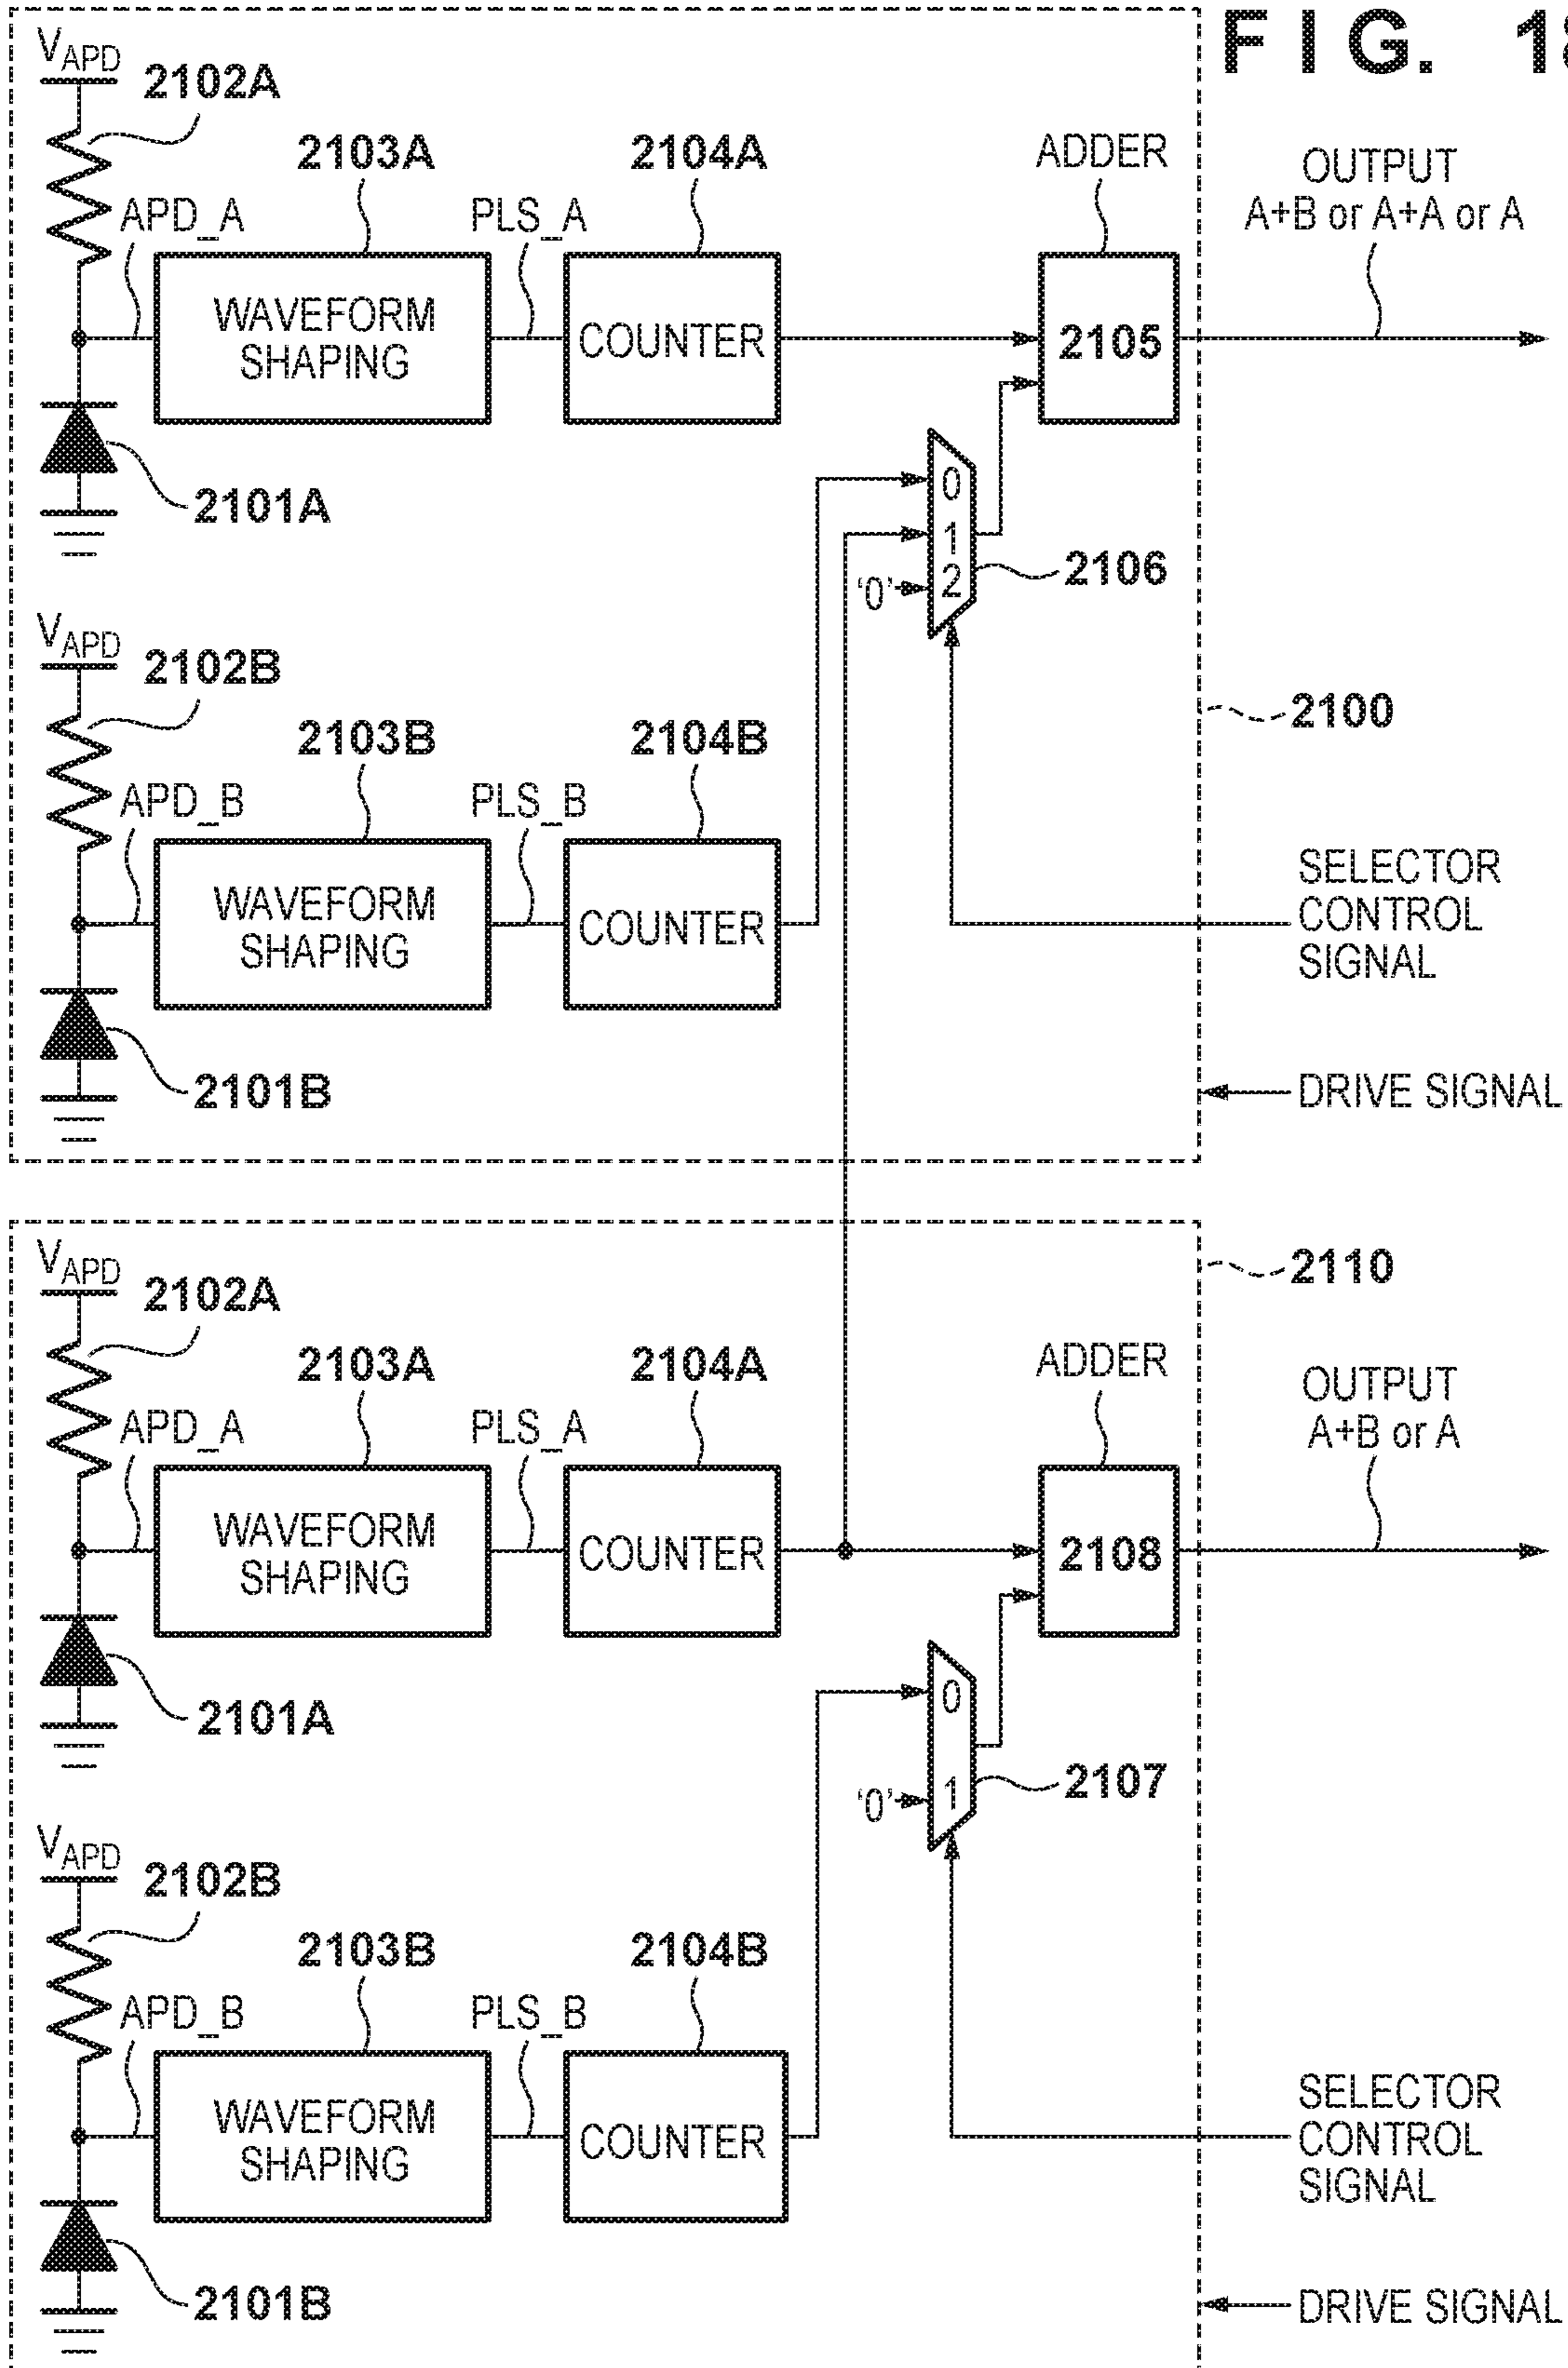 FIG. 18
VAPD
2102A
2103A
2104A
ADDER
OUTPUT
A+B or A+A or A
APD_A
PLS_A
WAVEFORM
SHAPING
COUNTER
2105
2101A
0
1
2
'0'
2106
VAPD
2102B
2103B
2104B
2100
APD_B
PLS_B
WAVEFORM
SHAPING
COUNTER
SELECTOR
CONTROL
SIGNAL
2101B
DRIVE SIGNAL
VAPD
2110
2102A
2103A
2104A
ADDER
OUTPUT
A+B or A
APD_A
PLS_A
WAVEFORM
SHAPING
COUNTER
2108
2101A
0
1
'0'
2107
VAPD
2102B
2103B
2104B
APD_B
PLS_B
WAVEFORM
SHAPING
COUNTER
SELECTOR
CONTROL
SIGNAL
2101B
DRIVE SIGNAL